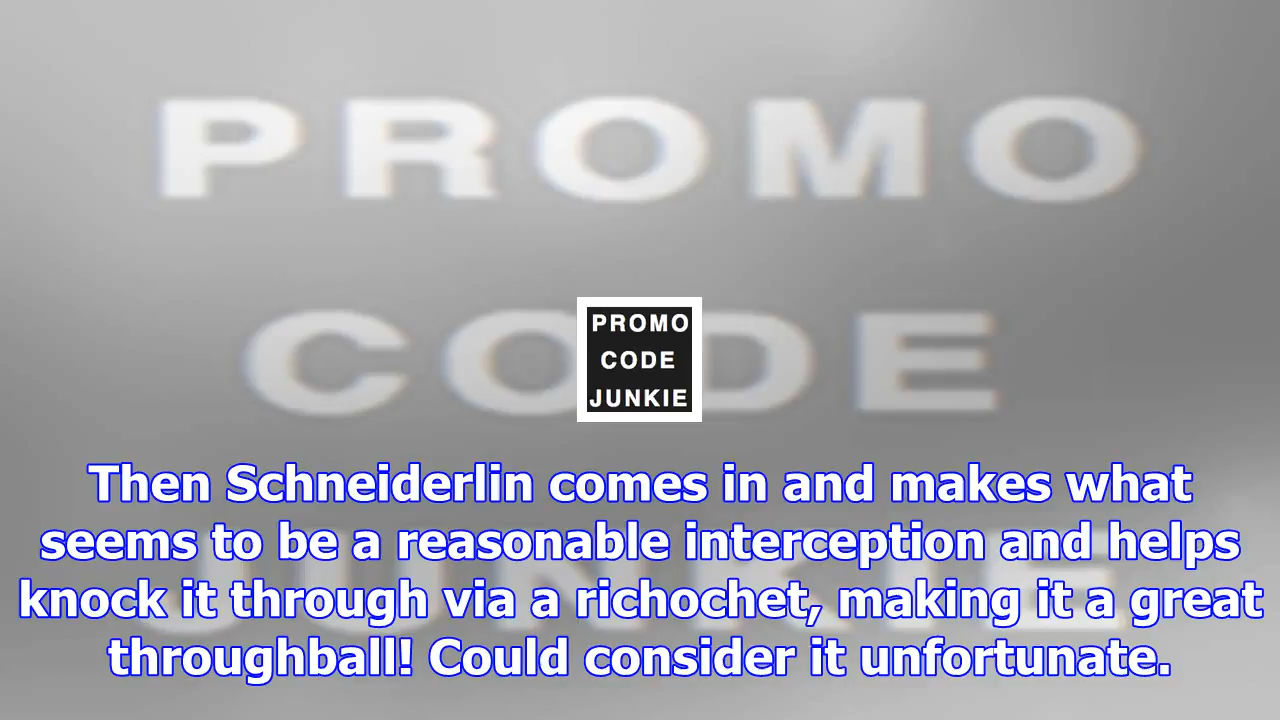 PROMO
CODE
JUNKIE
PROMO
CODE
JUNKIE
Then Schneiderlin comes in and makes what
seems to be a reasonable interception and helps
knock it through via a richochet, making it a great
throughball! Could consider it unfortunate.